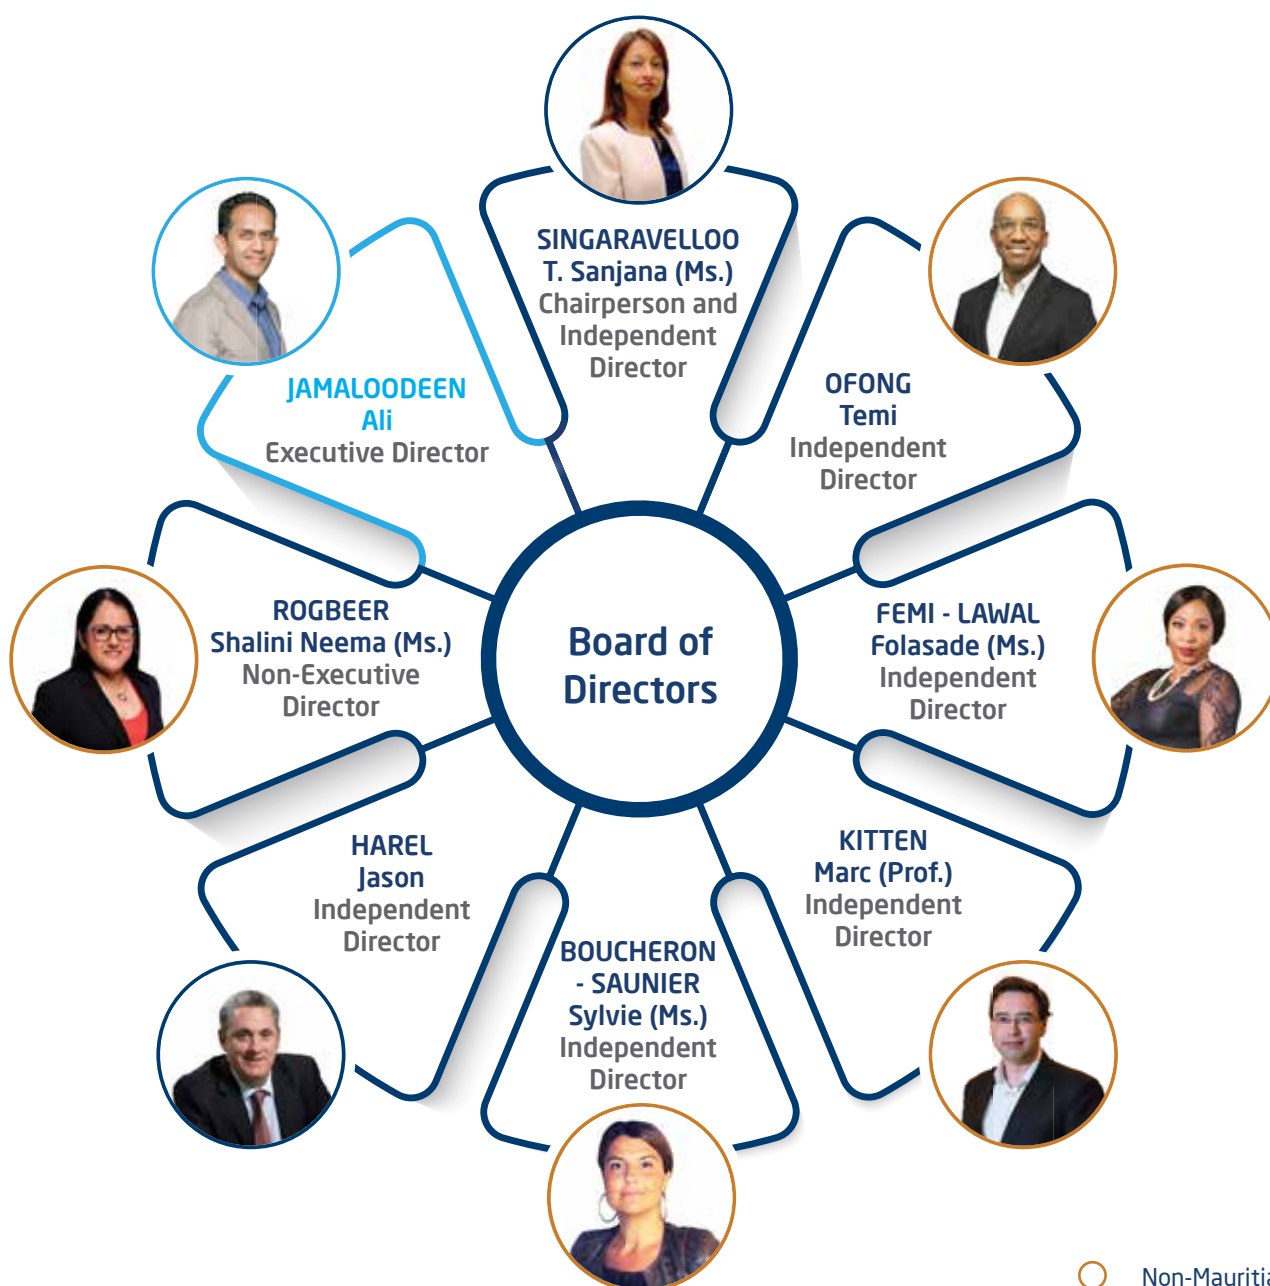 SINGARAVELLOO
T. Sanjana (Ms.)
Chairperson and
Independent
Director
OFONG
Temi
Independent
Director
FEMI - LAWAL
Folasade (Ms.)
Independent
Director
KITTEN
Marc (Prof.)
Independent
Director
BOUCHERON
- SAUNIER
Sylvie (Ms.)
Independent
Director
HAREL
Jason
Independent
Director
ROGBEER
Shalini Neema (Ms.)
Non-Executive
Director
JAMALOODEEN
Ali
Executive Director
Board of
Directors